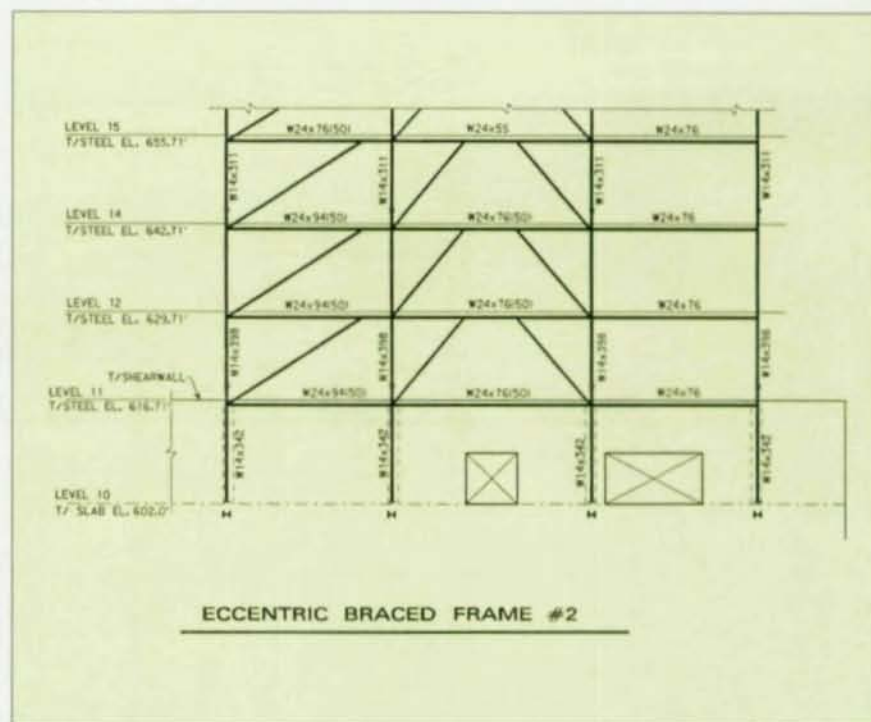 LEVEL 15
T/STEEL EL. 655.71'
W24x76(50)
W24x55
W24x76
W14x311
W14x311
W14x311
W14x311
LEVEL 14
T/STEEL EL. 642.71'
W24x94(50)
W24x76(50)
W24x76
LEVEL 12
T/STEEL EL. 629.71'
W24x94(50)
W24x76(50)
W24x76
W14x398
W14x398
W14x398
W14x398
T/SHEARWALL
LEVEL 11
T/STEEL EL. 616.71'
W24x94(50)
W24x76(50)
W24x76
W14x342
W14x342
W14x342
W14x342
LEVEL 10
T/ SLAB EL. 602.0'
ECCENTRIC BRACED FRAME #2